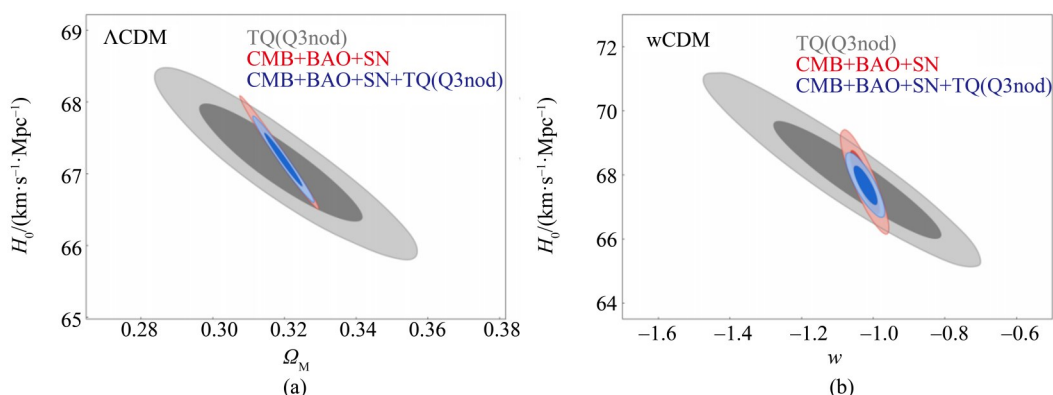 ΛCDM
TQ(Q3nod)
CMB+BAO+SN
CMB+BAO+SN+TQ(Q3nod)
69
68
67
66
65
H₀/(km·s⁻¹·Mpc⁻¹)
0.28 0.30 0.32 0.34 0.36 0.38
Ω_M
(a)
wCDM
TQ(Q3nod)
CMB+BAO+SN
CMB+BAO+SN+TQ(Q3nod)
72
70
68
66
64
H₀/(km·s⁻¹·Mpc⁻¹)
−1.6 −1.4 −1.2 −1.0 −0.8 −0.6
w
(b)